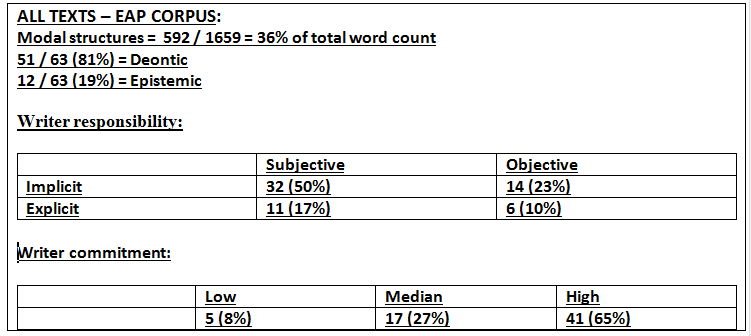 ALL TEXTS – EAP CORPUS:
Modal structures = 592 / 1659 = 36% of total word count
51 / 63 (81%) = Deontic
12 / 63 (19%) = Epistemic
Writer responsibility:
Subjective Objective
Implicit 32 (50%) 14 (23%)
Explicit 11 (17%) 6 (10%)
Writer commitment:
Low Median High
5 (8%) 17 (27%) 41 (65%)